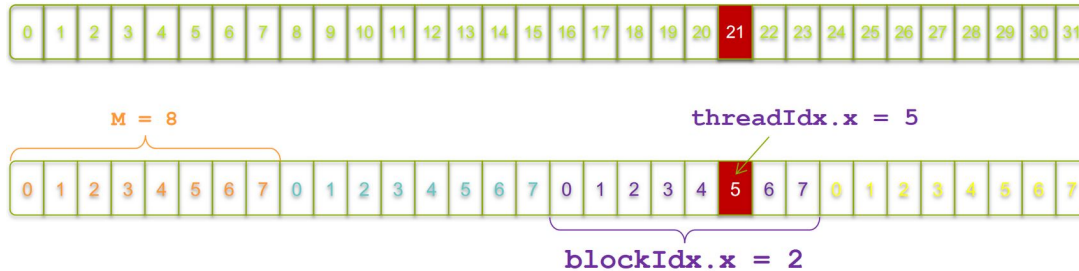 0 1 2 3 4 5 6 7 8 9 10 11 12 13 14 15 16 17 18 19 20 21 22 23 24 25 26 27 28 29 30 31
M = 8 threadIdx.x = 5
0 1 2 3 4 5 6 7 0 1 2 3 4 5 6 7 0 1 2 3 4 5 6 7 0 1 2 3 4 5 6 7
blockIdx.x = 2